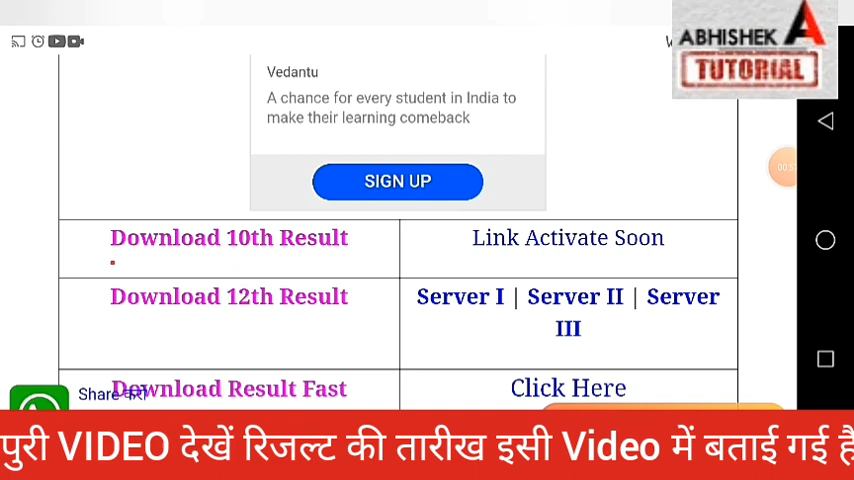 ABHISHEK A
TUTORIAL
Vedantu
A chance for every student in India to
make their learning comeback
SIGN UP
00:5
Download 10th Result
Link Activate Soon
Download 12th Result
Server I | Server II | Server
III
Share करें
Download Result Fast
Click Here
पुरी VIDEO देखें रिजल्ट की तारीख इसी Video में बताई गई है